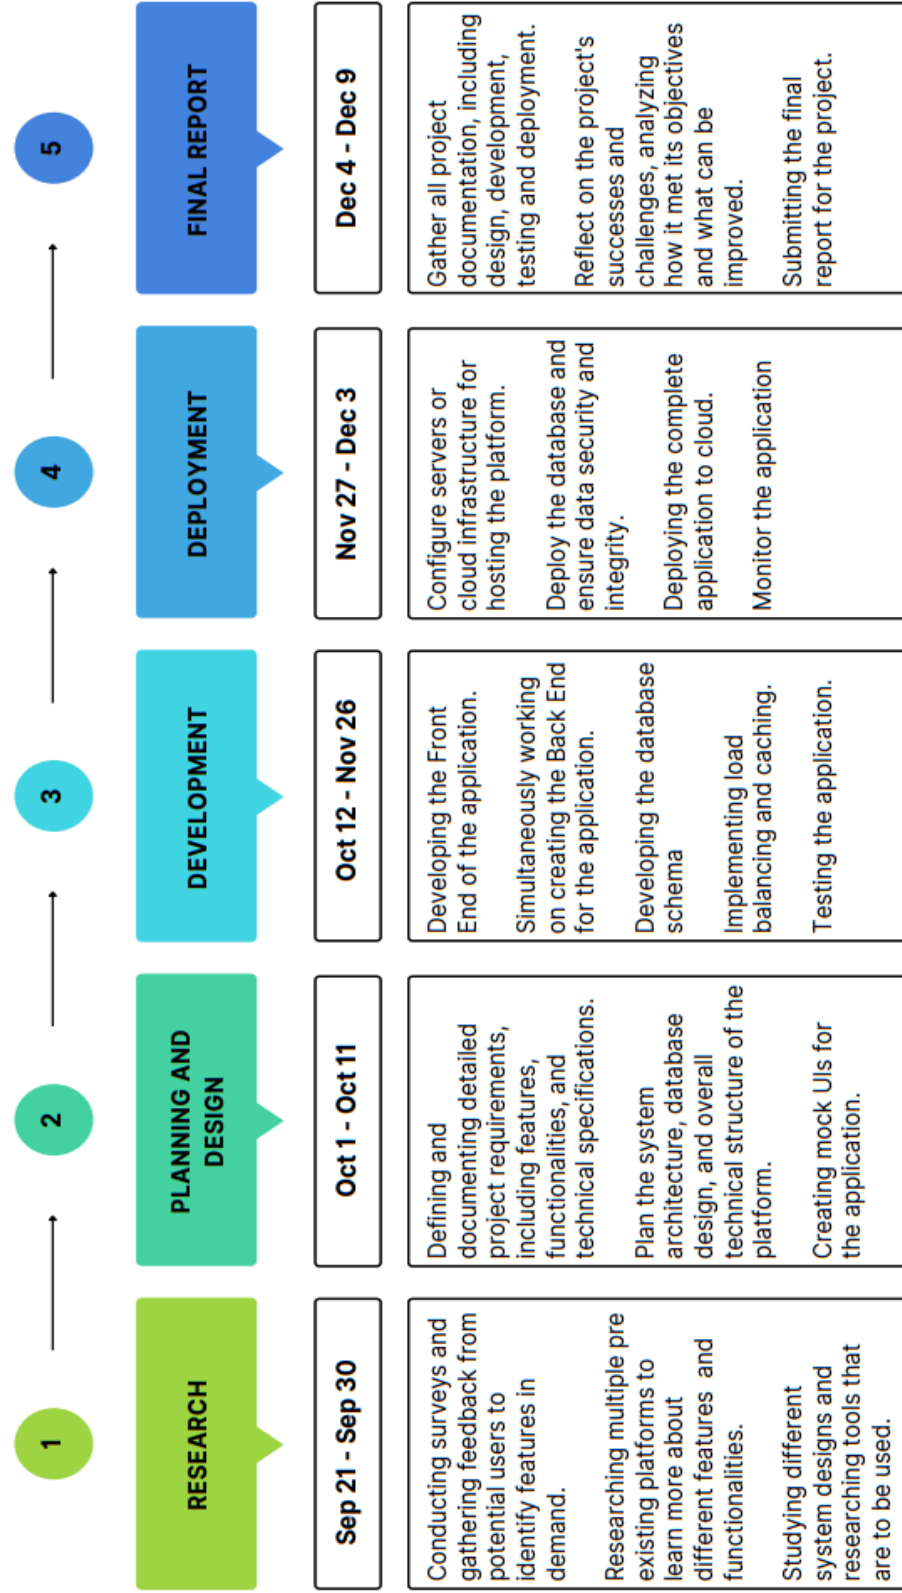 1
RESEARCH
Sep 21 - Sep 30
Conducting surveys and
gathering feedback from
potential users to
identify features in
demand.
Researching multiple pre
existing platforms to
learn more about
different features and
functionalities.
Studying different
system designs and
researching tools that
are to be used.
2
PLANNING AND
DESIGN
Oct 1 - Oct 11
Defining and
documenting detailed
project requirements,
including features,
functionalities, and
technical specifications.
Plan the system
architecture, database
design, and overall
technical structure of the
platform.
Creating mock UIs for
the application.
3
DEVELOPMENT
Oct 12 - Nov 26
Developing the Front
End of the application.
Simultaneously working
on creating the Back End
for the application.
Developing the database
schema
Implementing load
balancing and caching.
Testing the application.
4
DEPLOYMENT
Nov 27 - Dec 3
Configure servers or
cloud infrastructure for
hosting the platform.
Deploy the database and
ensure data security and
integrity.
Deploying the complete
application to cloud.
Monitor the application
5
FINAL REPORT
Dec 4 - Dec 9
Gather all project
documentation, including
design, development,
testing and deployment.
Reflect on the project's
successes and
challenges, analyzing
how it met its objectives
and what can be
improved.
Submitting the final
report for the project.